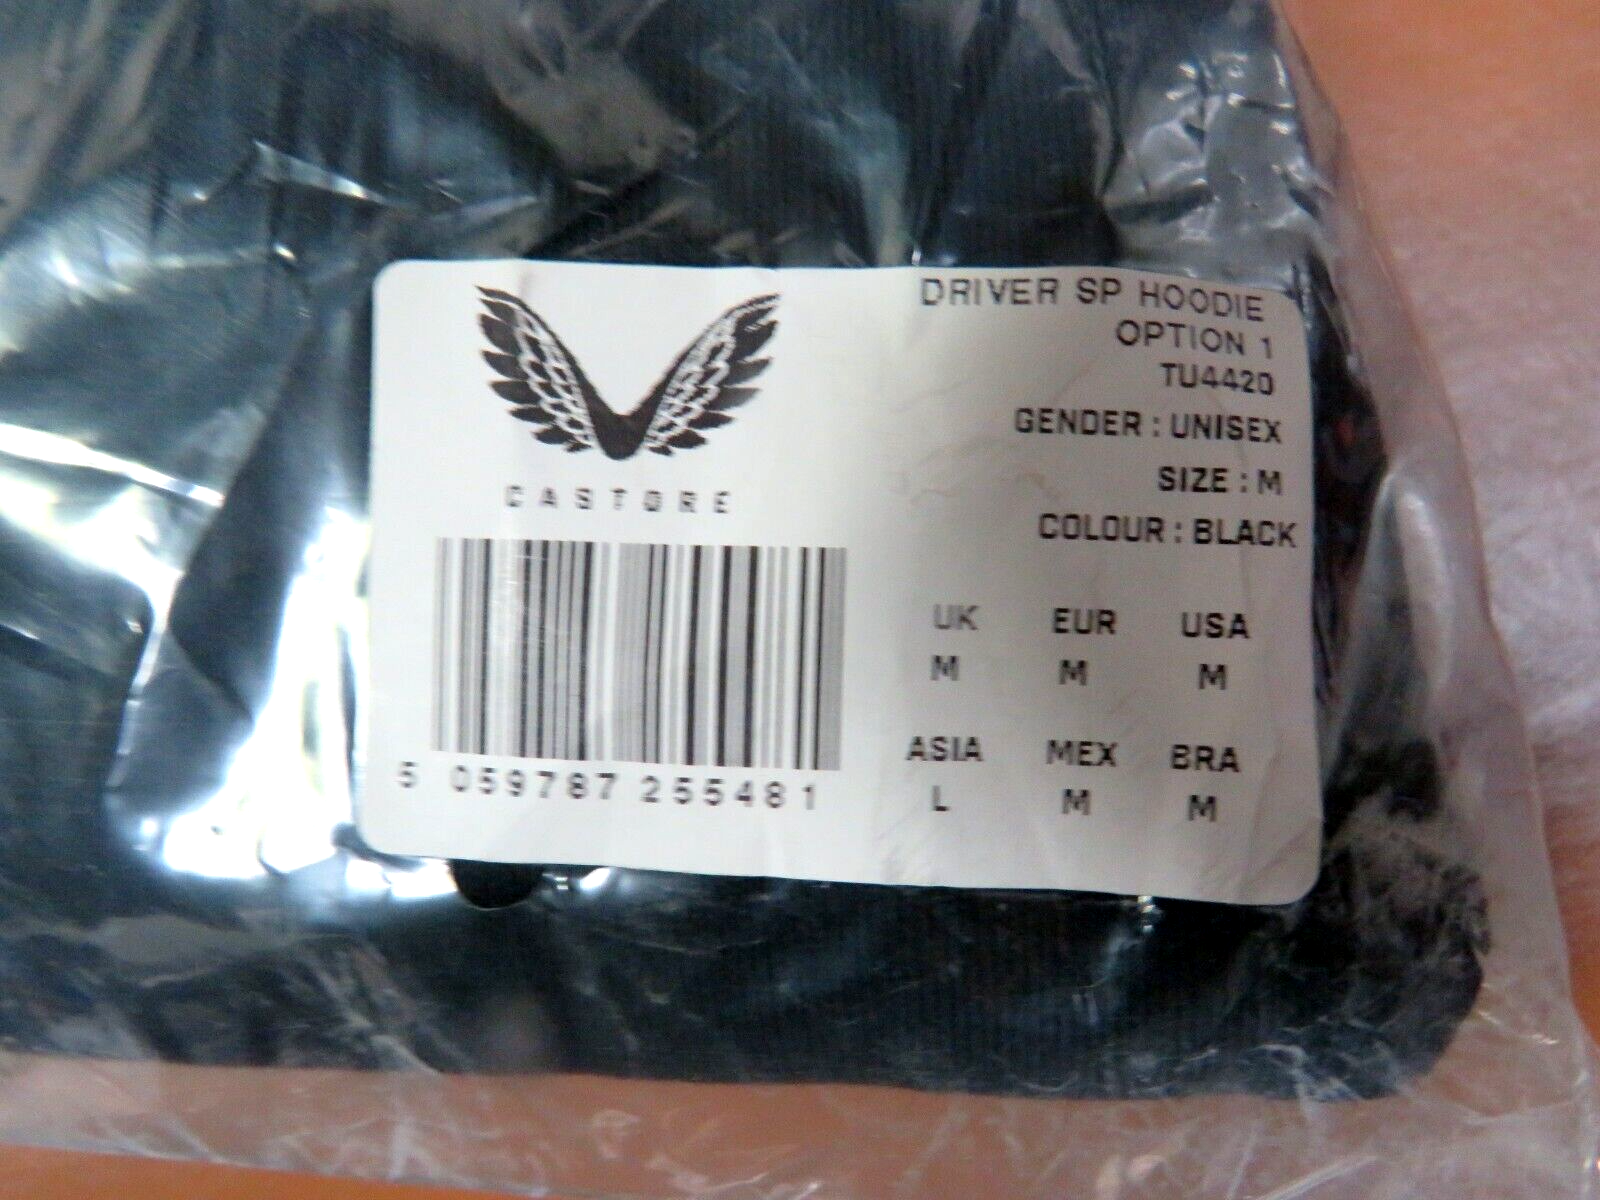 DRIVER SP HOODIE
OPTION 1
TU4420
GENDER : UNISEX
SIZE : M
COLOUR : BLACK
CASTORE
5 059787 255481
UK EUR USA
M M M
ASIA MEX BRA
L M M